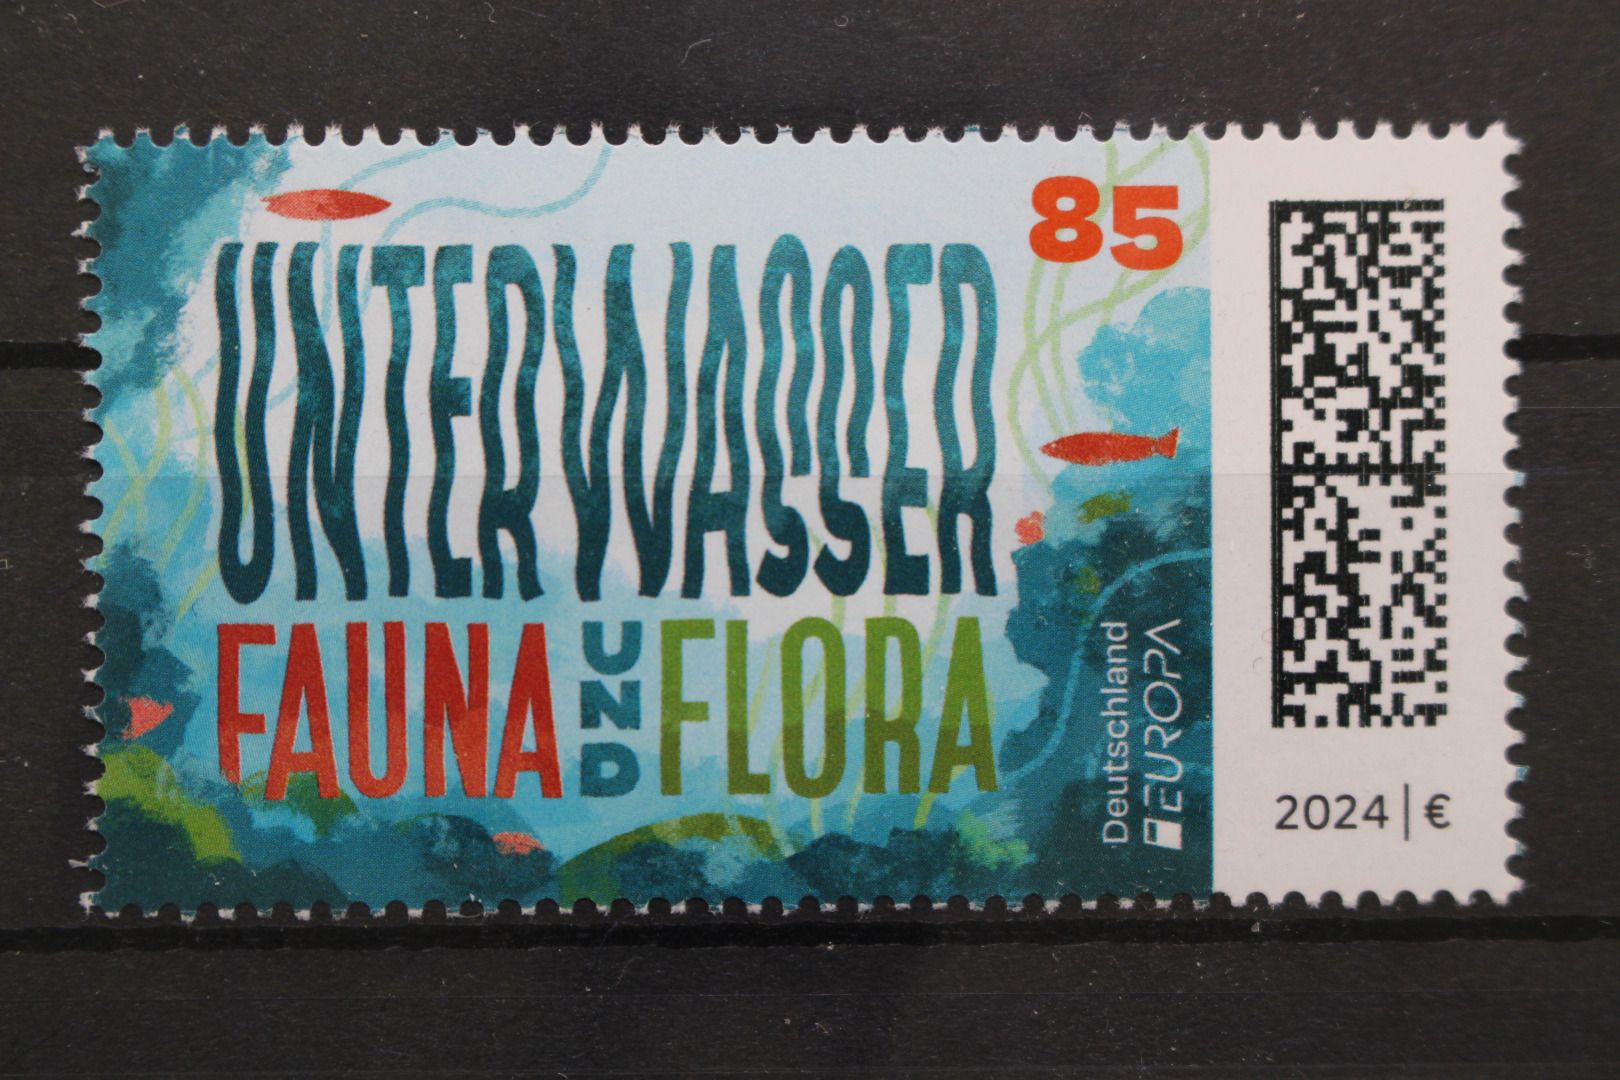 85
UNTERWASSER
FAUNA UND FLORA
Deutschland
EUROPA
2024 | €